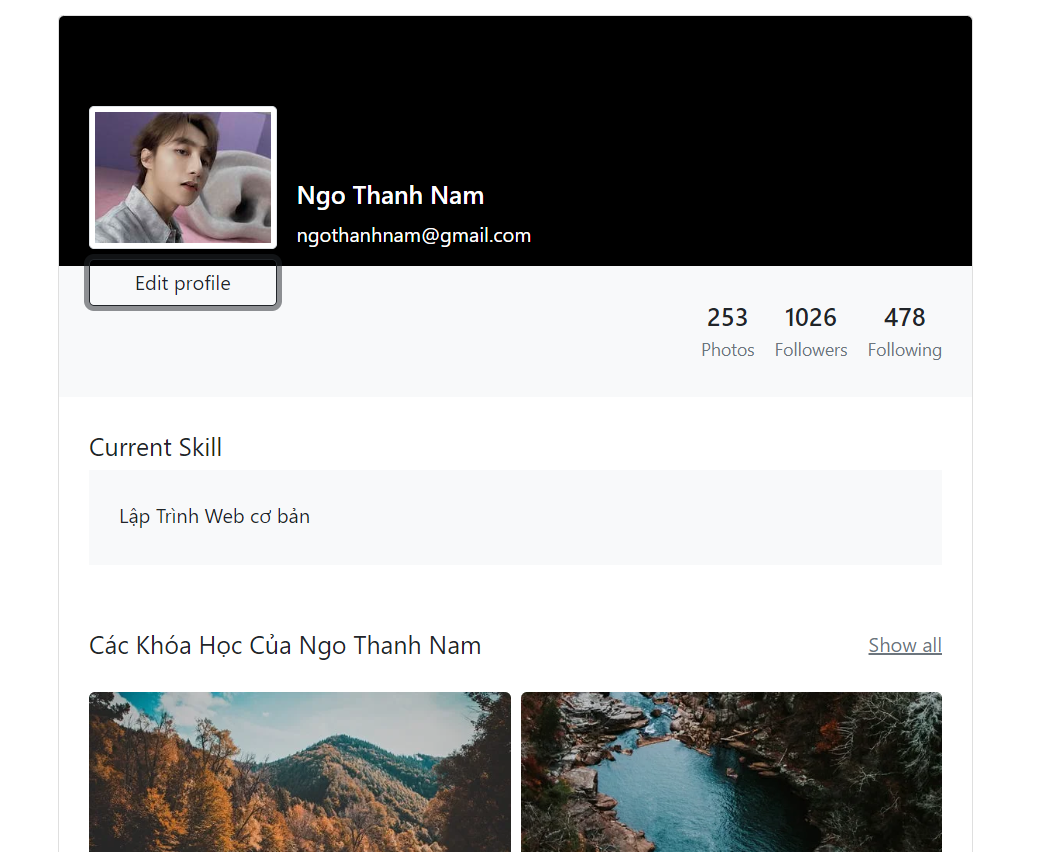 Ngo Thanh Nam
ngothanhnam@gmail.com
Edit profile
253 1026 478
Photos Followers Following
Current Skill
Lập Trình Web cơ bản
Các Khóa Học Của Ngo Thanh Nam Show all